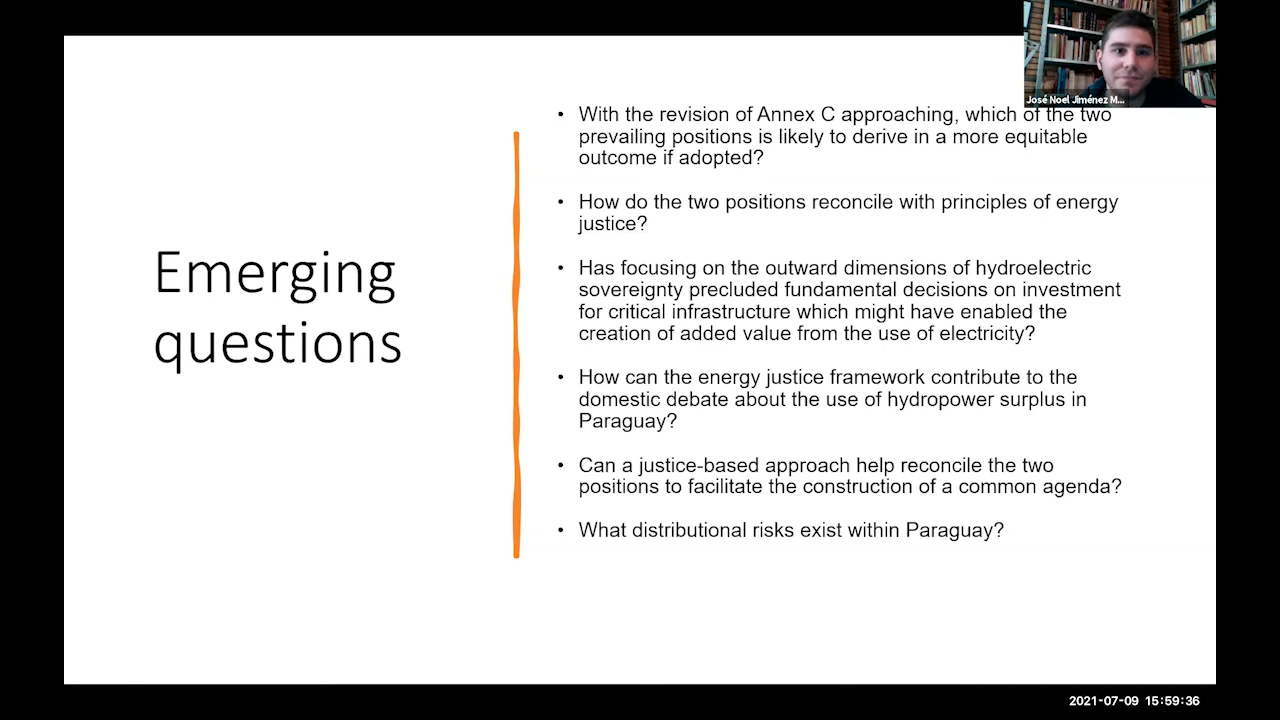 José Noel Jiménez M...
Emerging
questions
• With the revision of Annex C approaching, which of the two
prevailing positions is likely to derive in a more equitable
outcome if adopted?
• How do the two positions reconcile with principles of energy
justice?
• Has focusing on the outward dimensions of hydroelectric
sovereignty precluded fundamental decisions on investment
for critical infrastructure which might have enabled the
creation of added value from the use of electricity?
• How can the energy justice framework contribute to the
domestic debate about the use of hydropower surplus in
Paraguay?
• Can a justice-based approach help reconcile the two
positions to facilitate the construction of a common agenda?
• What distributional risks exist within Paraguay?
2021-07-09 15:59:36